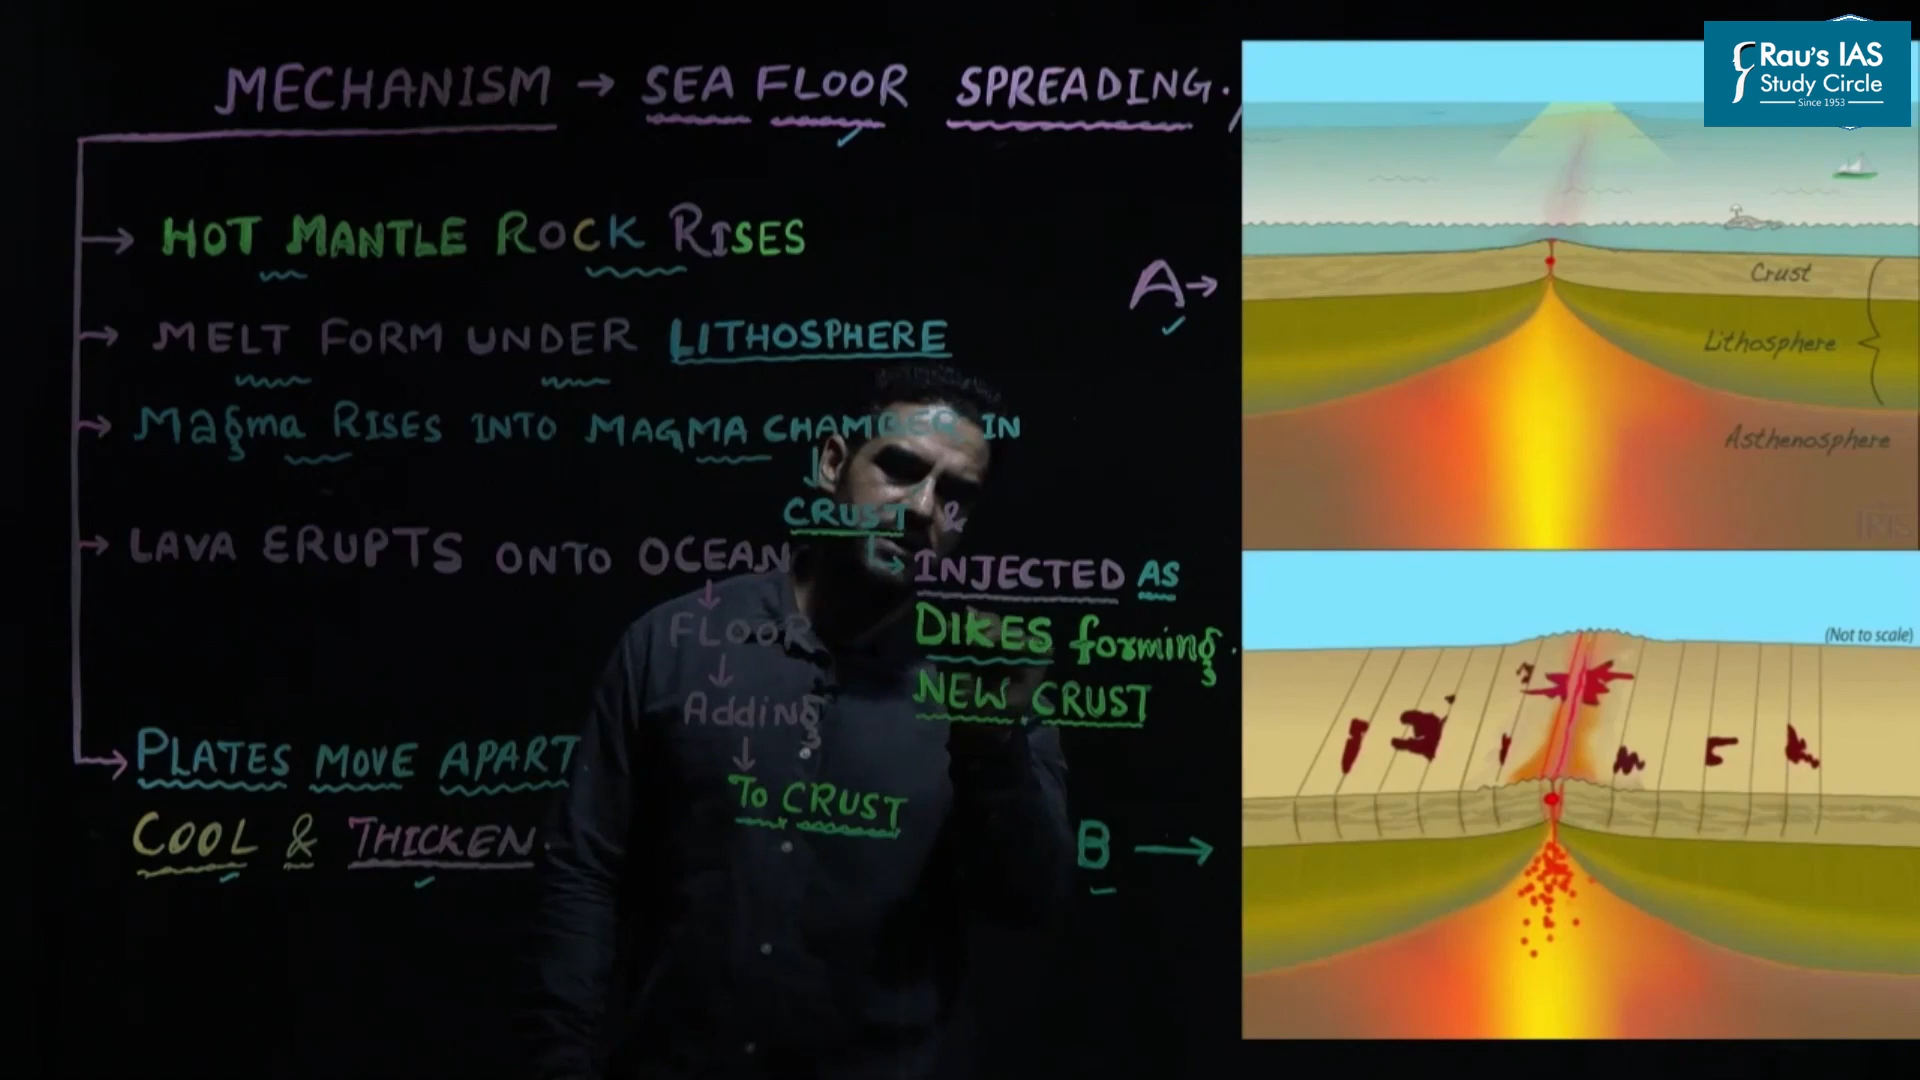 MECHANISM → SEA FLOOR SPREADING.
→ HOT MANTLE ROCK RISES
→ MELT FORM UNDER LITHOSPHERE
→ Magma RISES INTO MAGMA CHAMBER IN
↓
CRUST &
↳ INJECTED AS
DIKES forming
NEW CRUST
→ LAVA ERUPTS ONTO OCEAN
↓
FLOOR
↓
Adding
↓
To CRUST
→ PLATES MOVE APART
COOL & THICKEN.
A→
B →
Rau's IAS
Study Circle
Since 1953
Crust
Lithosphere
Asthenosphere
IRIS
(Not to scale)